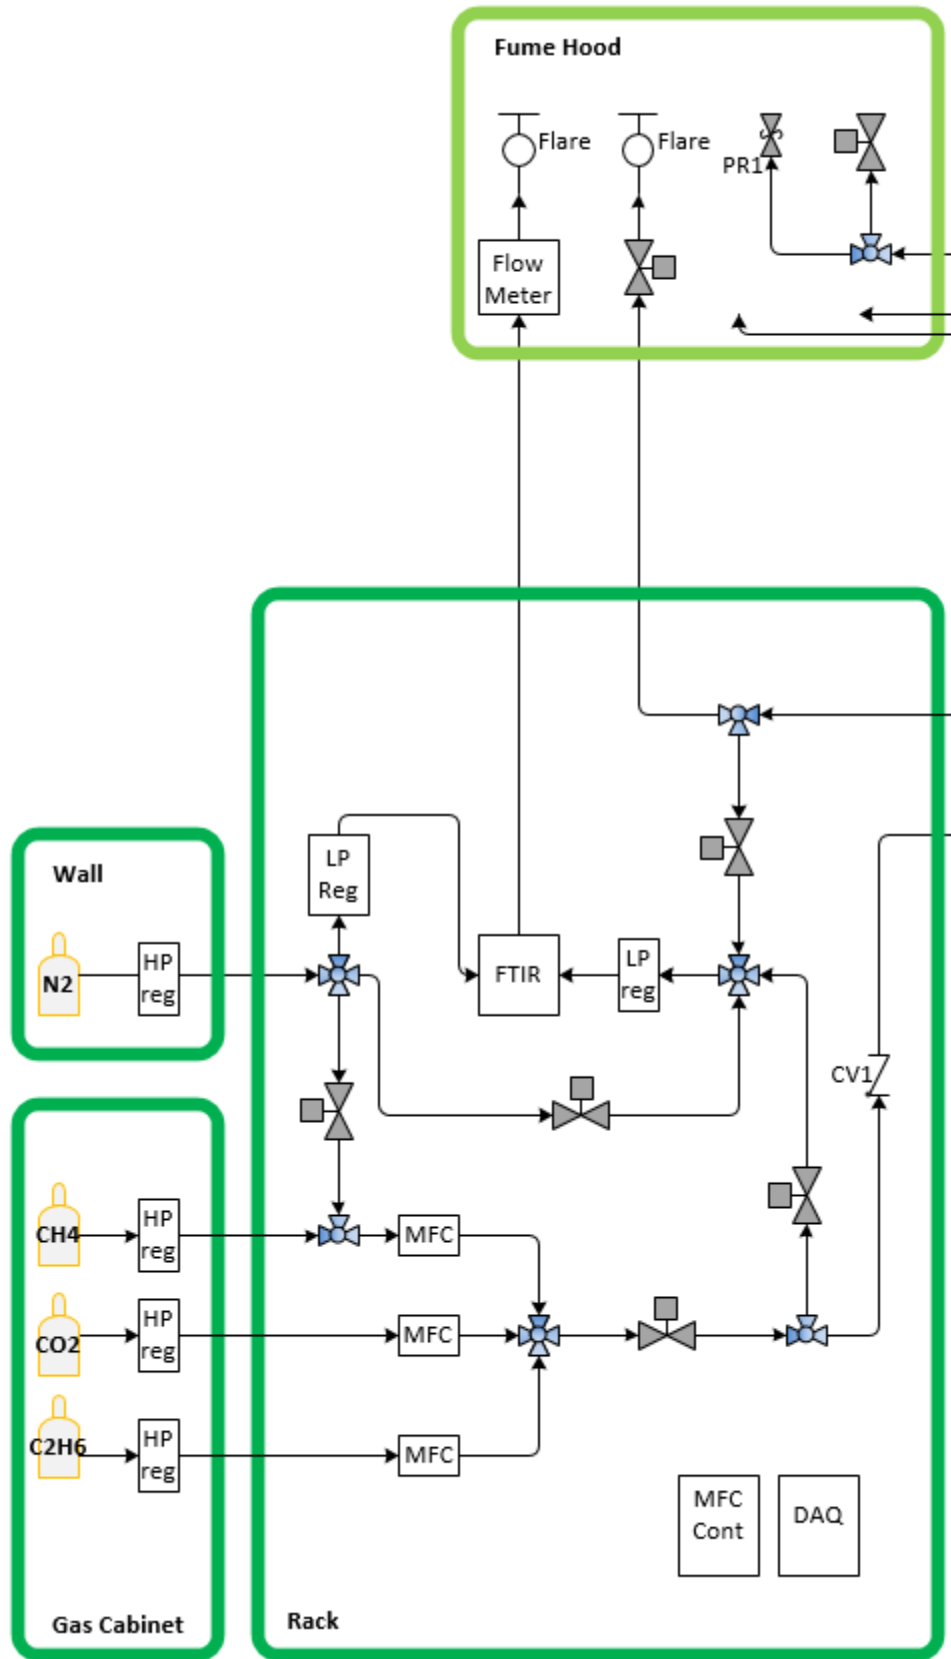 Fume Hood
Flare
Flare
PR1
Flow
Meter
Wall
N2
HP
reg
LP
Reg
FTIR
LP
reg
CV1
CH4
HP
reg
MFC
CO2
HP
reg
MFC
C2H6
HP
reg
MFC
MFC
Cont
DAQ
Gas Cabinet
Rack